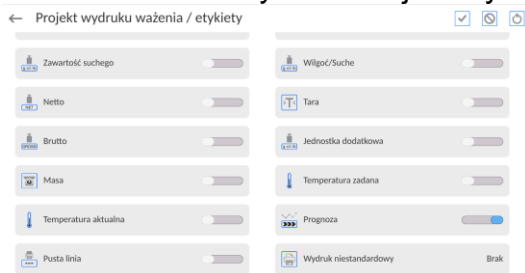 Projekt wydruku ważenia / etykiety
Zawartość suchego
Wilgoć/Suche
Netto
Tara
Brutto
Jednostka dodatkowa
Masa
Temperatura zadana
Temperatura aktualna
Prognoza
Pusta linia
Wydruk niestandardowy Brak